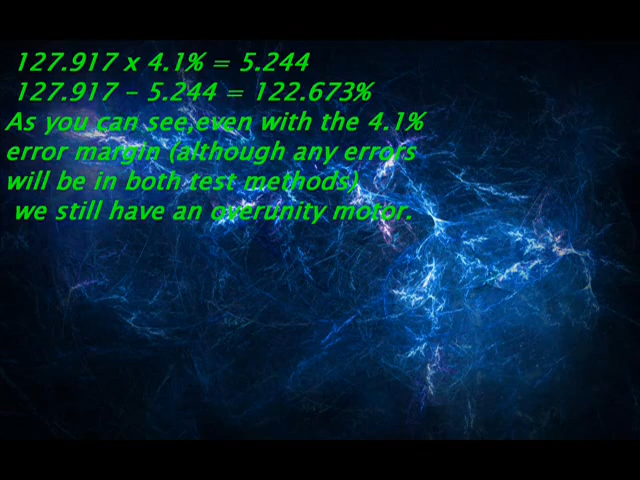 127.917 x 4.1% = 5.244
127.917 - 5.244 = 122.673%
As you can see,even with the 4.1%
error margin (although any errors
will be in both test methods)
we still have an overunity motor.